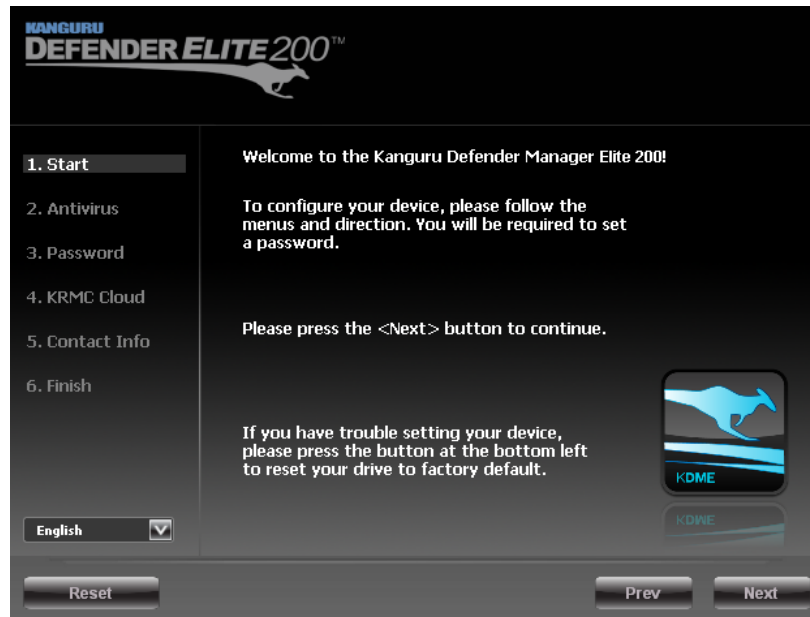 KANGURU
DEFENDER ELITE200™
1. Start
2. Antivirus
3. Password
4. KRMC Cloud
5. Contact Info
6. Finish
English
Welcome to the Kanguru Defender Manager Elite 200!
To configure your device, please follow the
menus and direction. You will be required to set
a password.
Please press the <Next> button to continue.
If you have trouble setting your device,
please press the button at the bottom left
to reset your drive to factory default.
KDME
Reset
Prev
Next